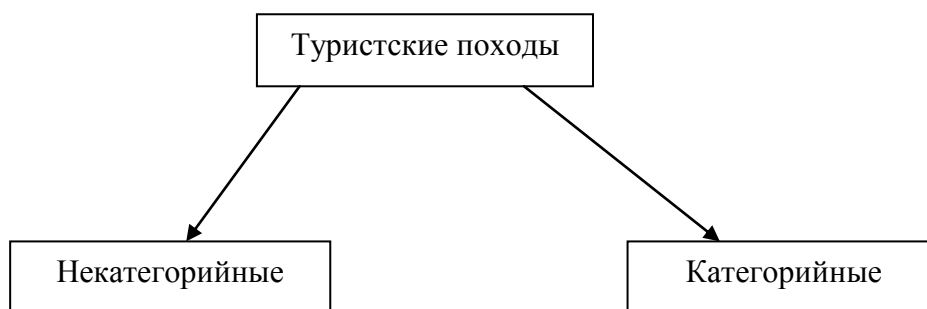 Туристские походы
Некатегорийные
Категорийные